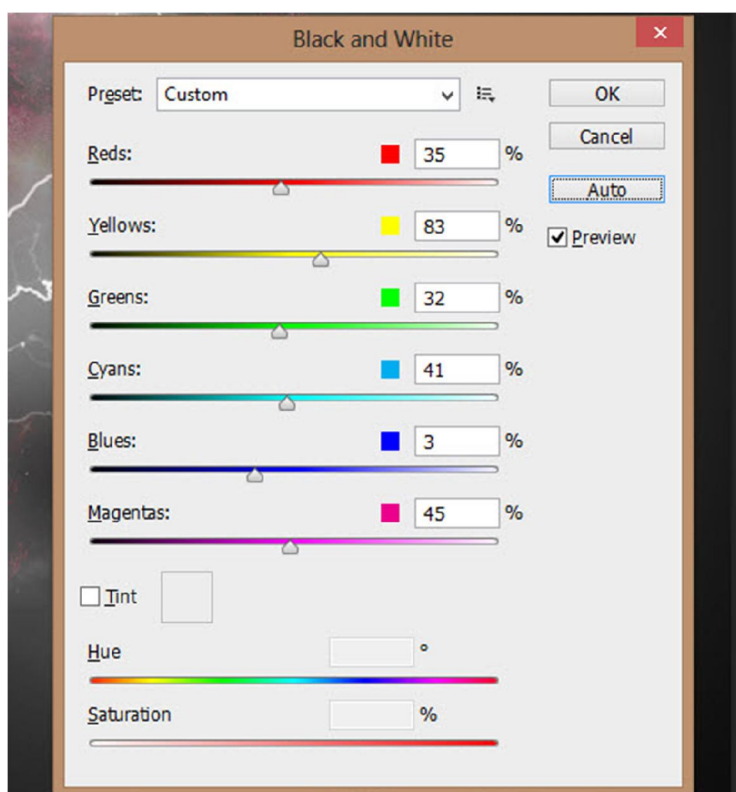 Black and White
Preset: Custom
OK
Cancel
Auto
Preview
Reds: 35 %
Yellows: 83 %
Greens: 32 %
Cyans: 41 %
Blues: 3 %
Magentas: 45 %
Tint
Hue °
Saturation %